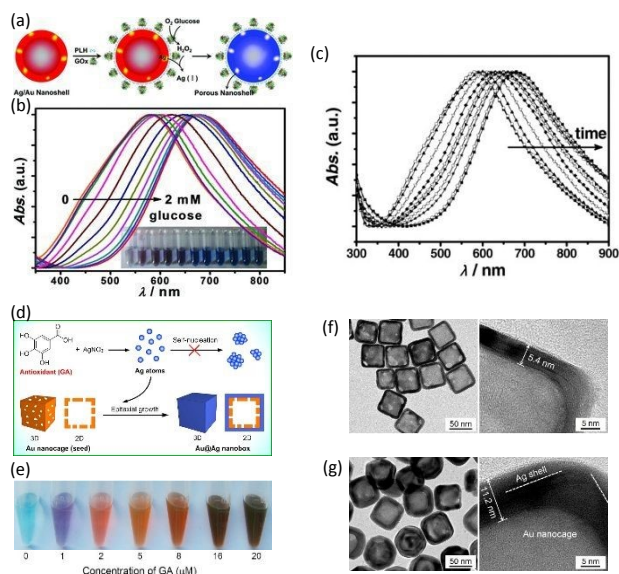 (a)
O₂ Glucose
PLH
GOx
H₂O₂
Ag (I)
Ag/Au Nanoshell
Porous Nanoshell
(b)
Abs. (a.u.)
0
2 mM
glucose
500 600 700 800
λ / nm
(c)
Abs. (a.u.)
time
300 400 500 600 700 800 900
λ / nm
(d)
HO
O
OH
HO
OH
+ AgNO₃
Self-nucleation
Antioxidant (GA)
Ag atoms
Epitaxial growth
3D
2D
3D
2D
Au nanocage (seed)
Au@Ag nanobox
(e)
0 1 2 5 8 16 20
Concentration of GA (μM)
(f)
5.4 nm
50 nm
5 nm
(g)
Ag shell
11.2 nm
Au nanocage
50 nm
5 nm